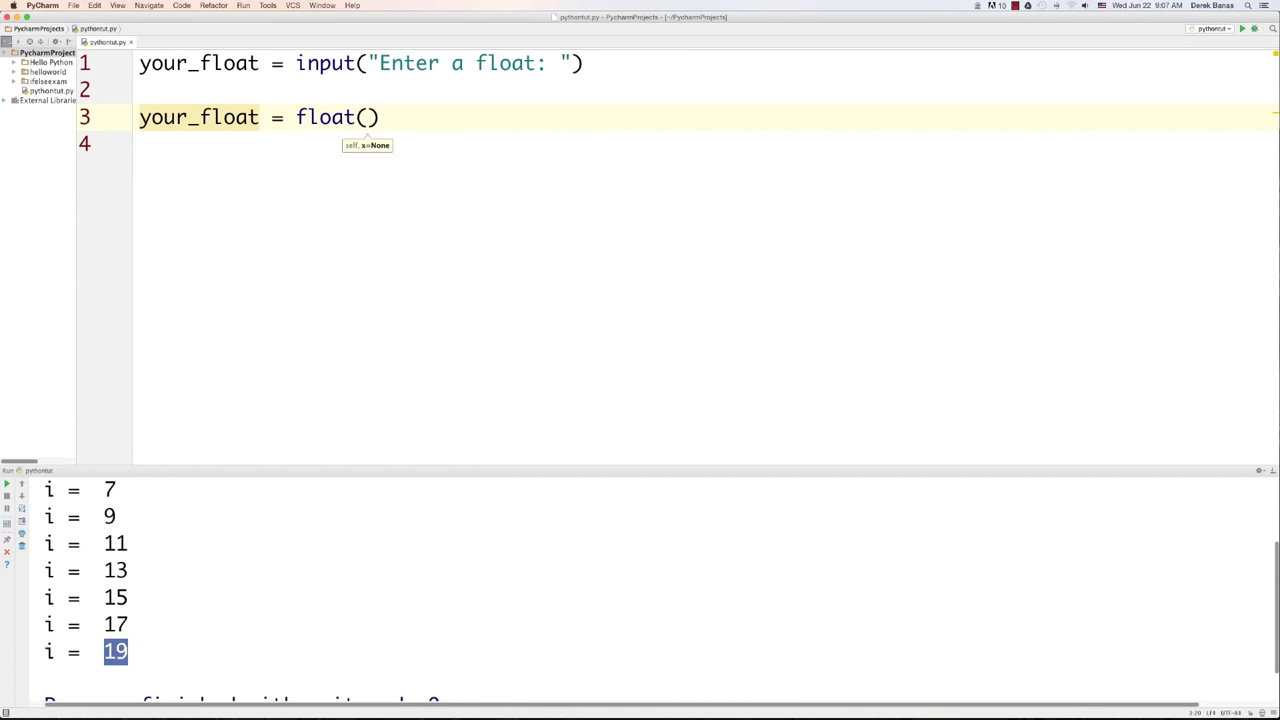 PyCharm File Edit View Navigate Code Refactor Run Tools VCS Window Help 10 Wed Jun 22 9:07 AM Derek Banas
pythontut.py - PycharmProjects - [~/PycharmProjects]
PycharmProjects pythontut.py pythontut
pythontut.py
PycharmProject
Hello Python
helloworld
ifelseexam
pythontut.py
External Librarie
1 your_float = input("Enter a float: ")
2
3 your_float = float()
self, x=None
4
Run pythontut
i = 7
i = 9
i = 11
i = 13
i = 15
i = 17
i = 19
3:20 LF÷ UTF-8÷